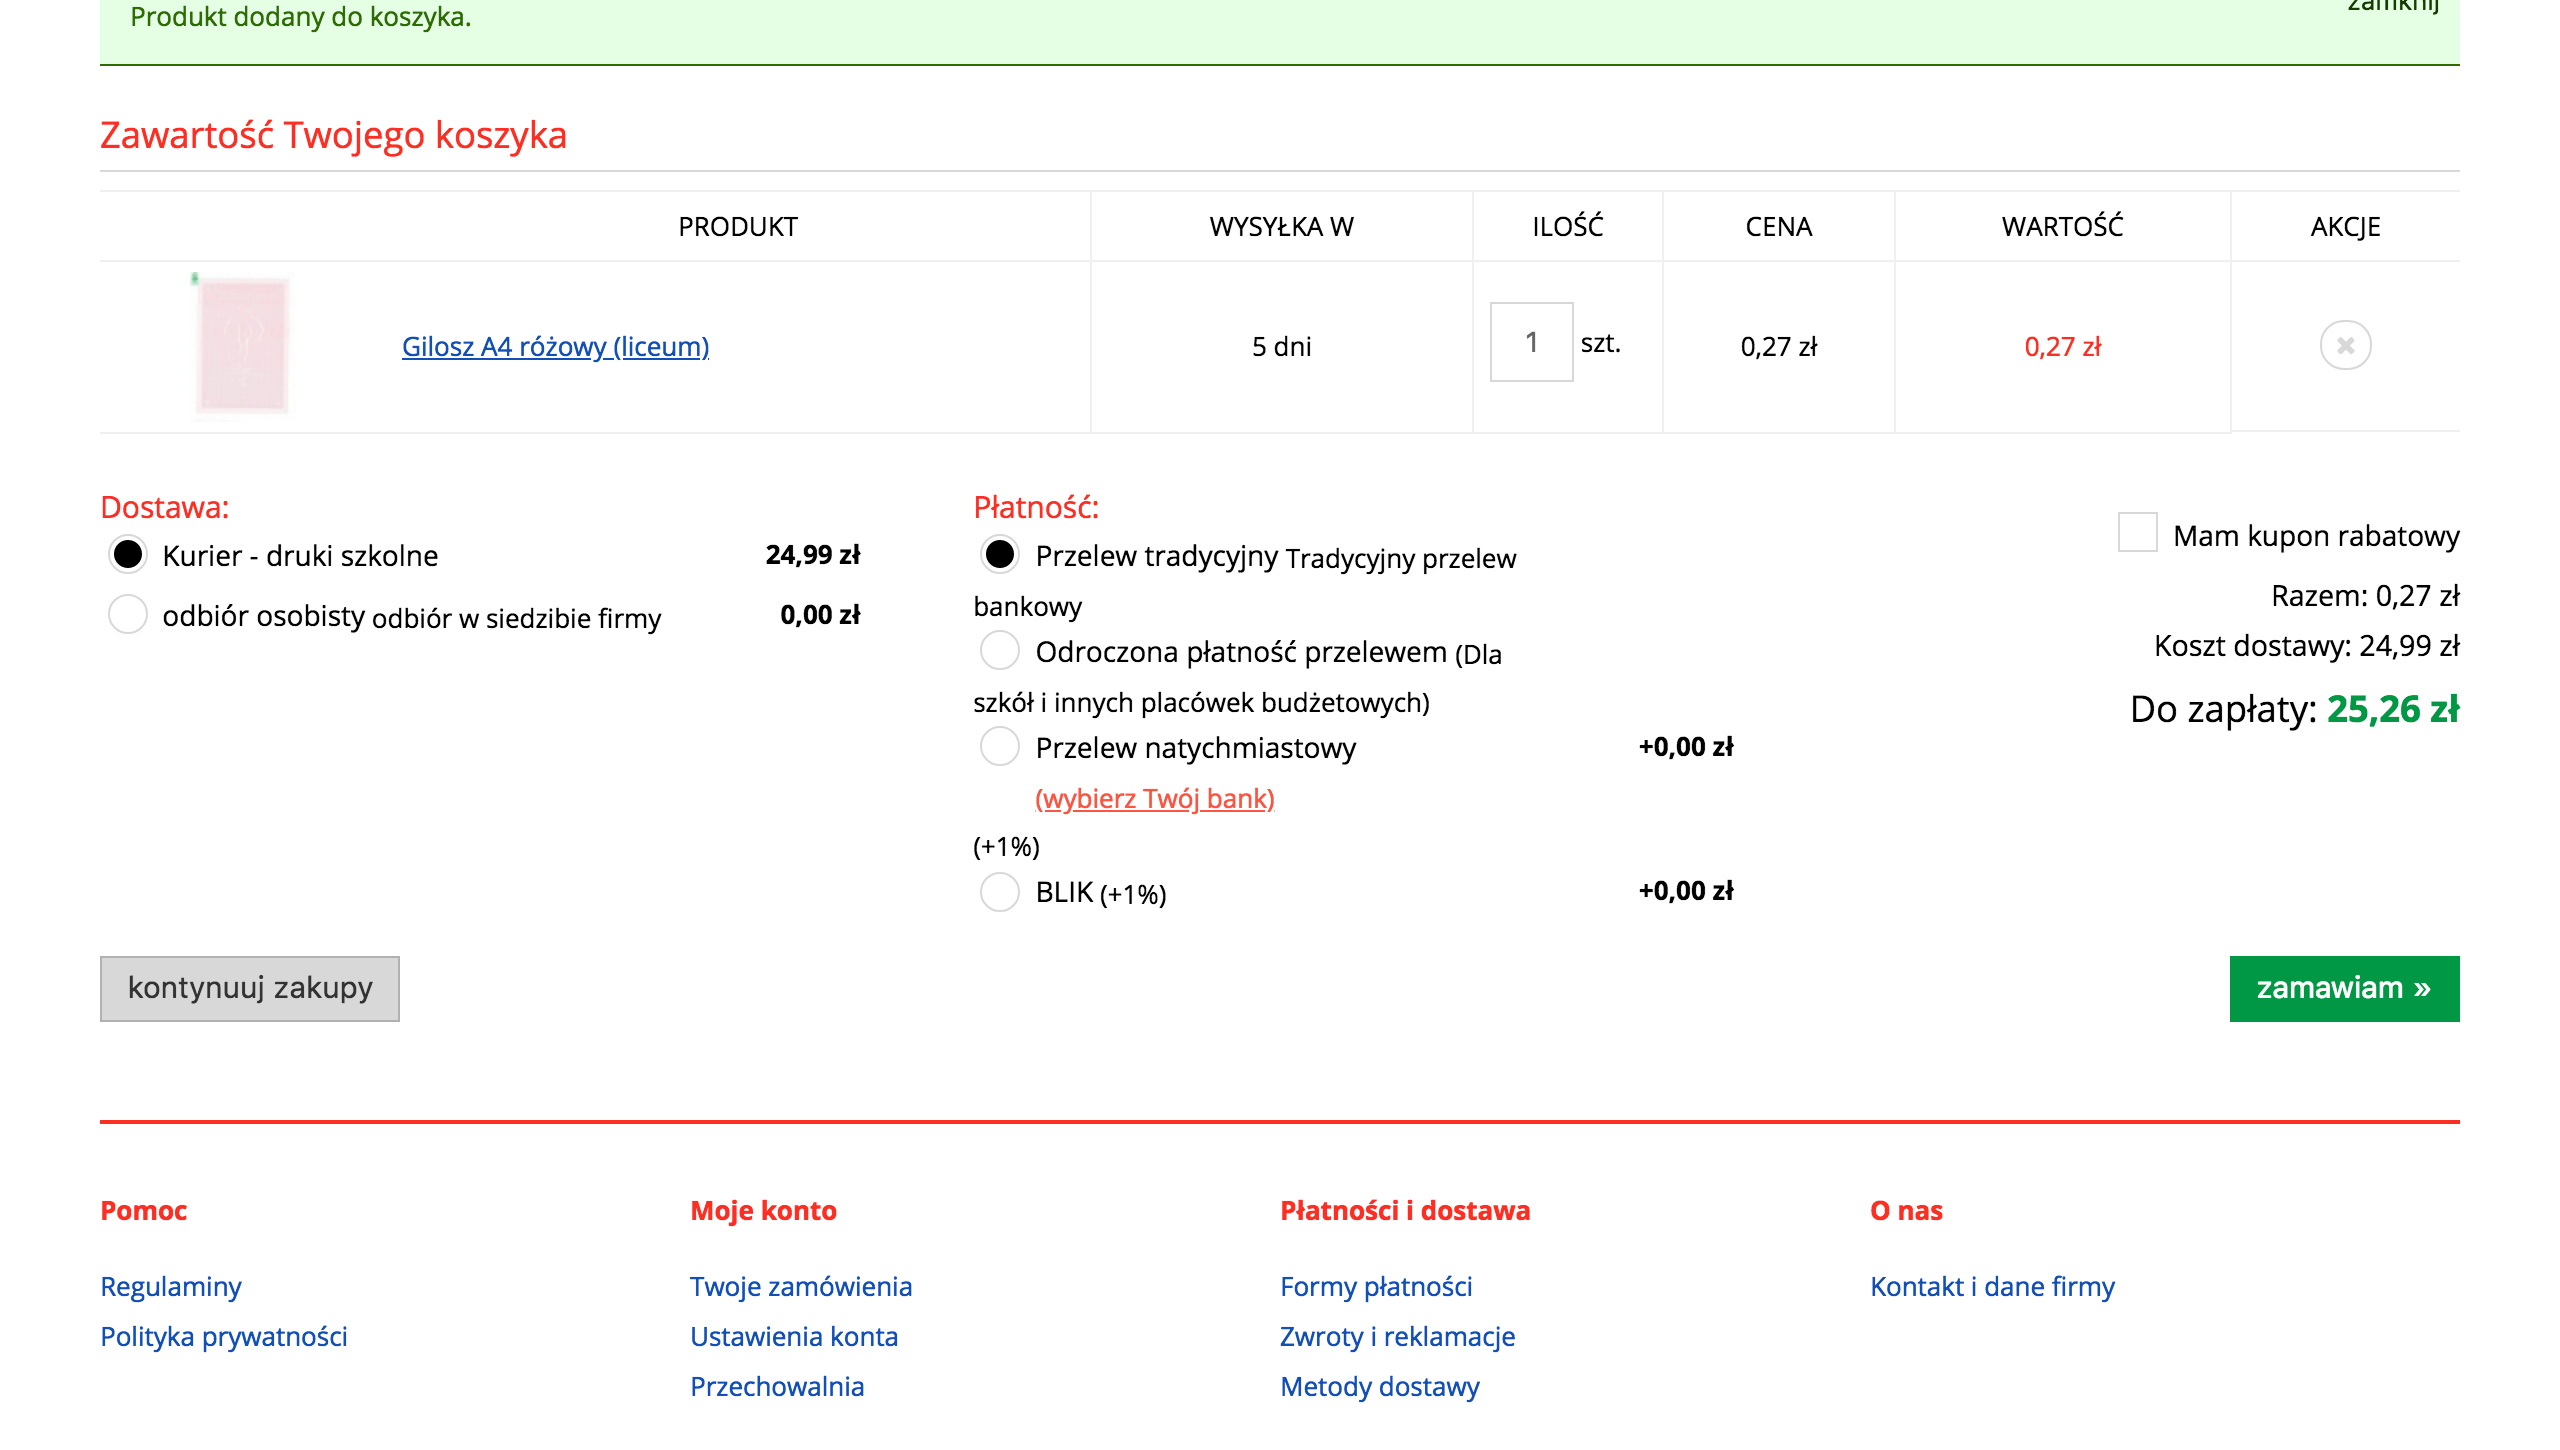 Produkt dodany do koszyka.
zamknij
Zawartość Twojego koszyka
PRODUKT WYSYŁKA W ILOŚĆ CENA WARTOŚĆ AKCJE
Gilosz A4 różowy (liceum) 5 dni 1 szt. 0,27 zł 0,27 zł
Dostawa:
Kurier - druki szkolne 24,99 zł
odbiór osobisty odbiór w siedzibie firmy 0,00 zł
Płatność:
Przelew tradycyjny Tradycyjny przelew
bankowy
Odroczona płatność przelewem (Dla
szkół i innych placówek budżetowych)
Przelew natychmiastowy +0,00 zł
(wybierz Twój bank)
(+1%)
BLIK (+1%) +0,00 zł
Mam kupon rabatowy
Razem: 0,27 zł
Koszt dostawy: 24,99 zł
Do zapłaty: 25,26 zł
kontynuuj zakupy
zamawiam »
Pomoc
Regulaminy
Polityka prywatności
Moje konto
Twoje zamówienia
Ustawienia konta
Przechowalnia
Płatności i dostawa
Formy płatności
Zwroty i reklamacje
Metody dostawy
O nas
Kontakt i dane firmy